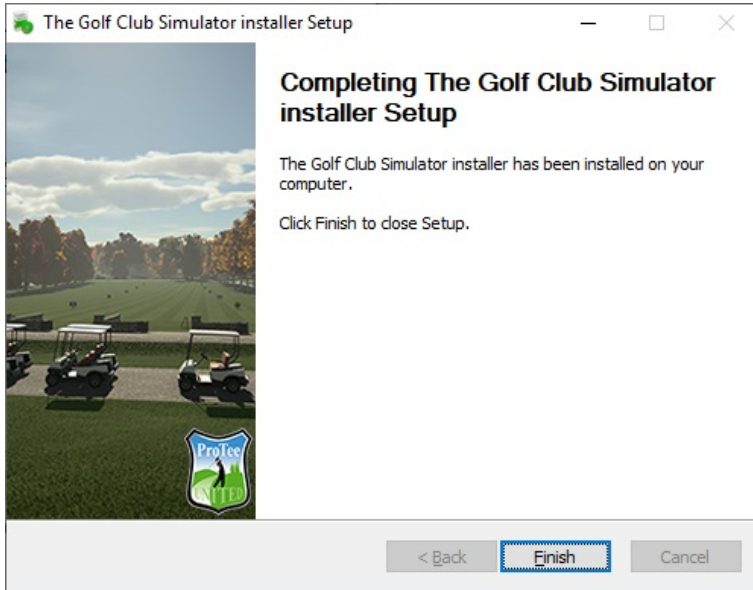 The Golf Club Simulator installer Setup
Completing The Golf Club Simulator
installer Setup
The Golf Club Simulator installer has been installed on your
computer.
Click Finish to close Setup.
ProTee
UNITED
< Back
Finish
Cancel